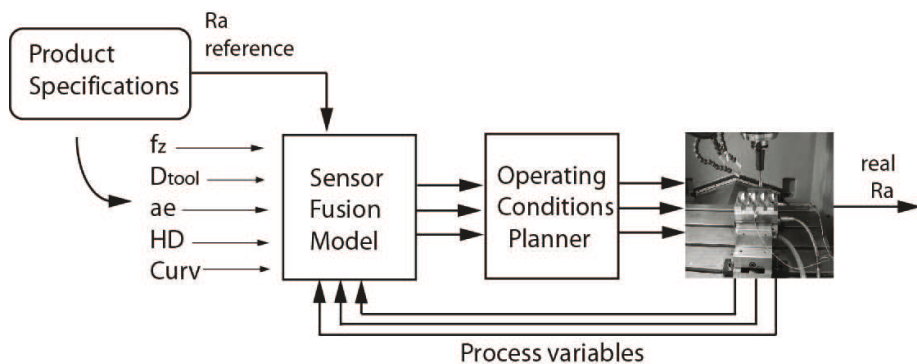 Ra
reference
Product
Specifications
fz
Dtool
ae
HD
Curv
Sensor
Fusion
Model
Operating
Conditions
Planner
real
Ra
Process variables